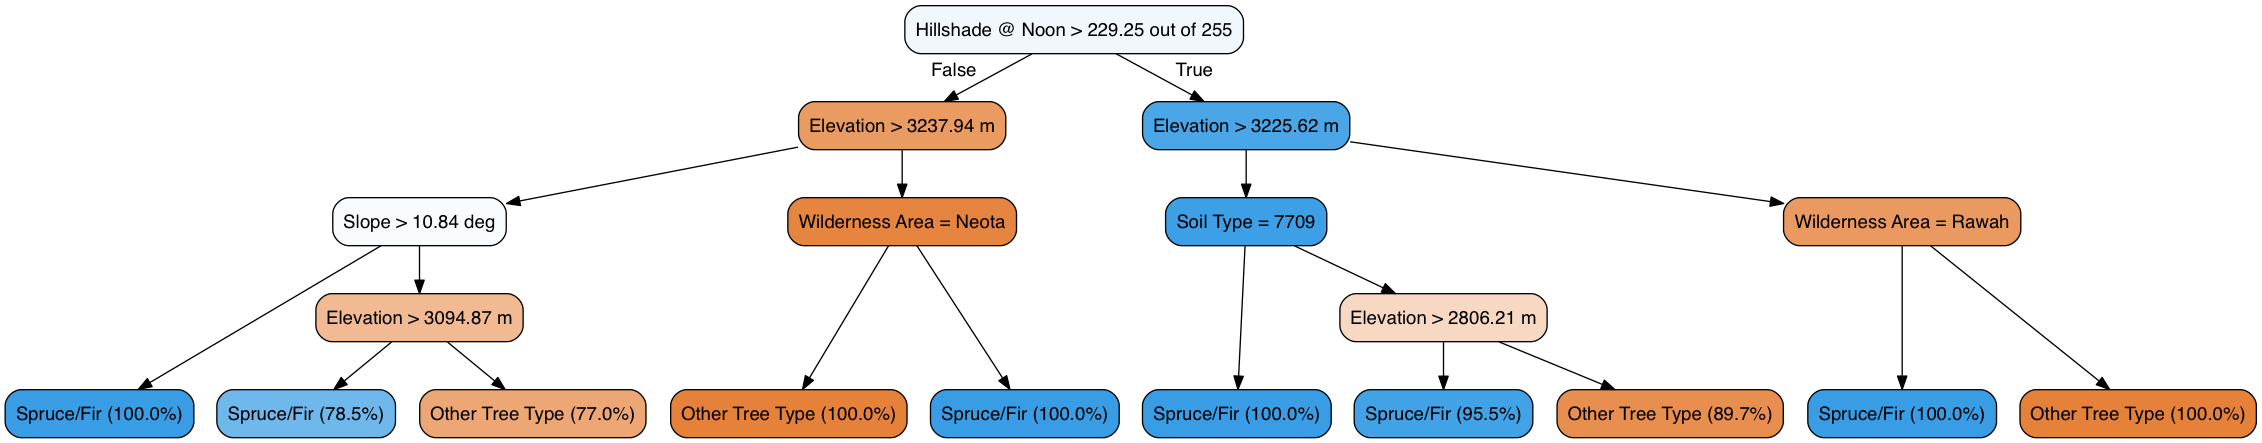 Hillshade @ Noon > 229.25 out of 255
False
True
Elevation > 3237.94 m
Elevation > 3225.62 m
Slope > 10.84 deg
Wilderness Area = Neota
Soil Type = 7709
Wilderness Area = Rawah
Elevation > 3094.87 m
Elevation > 2806.21 m
Spruce/Fir (100.0%)
Spruce/Fir (78.5%)
Other Tree Type (77.0%)
Other Tree Type (100.0%)
Spruce/Fir (100.0%)
Spruce/Fir (100.0%)
Spruce/Fir (95.5%)
Other Tree Type (89.7%)
Spruce/Fir (100.0%)
Other Tree Type (100.0%)